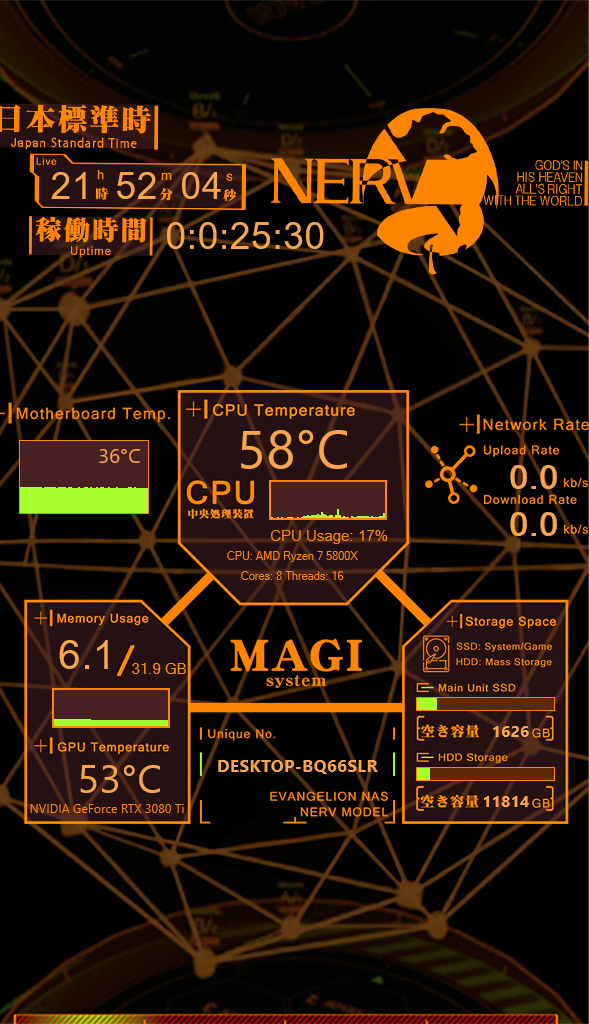 日本標準時
Japan Standard Time
Live
21 h 時 52 m 分 04 s 秒
NERV
GOD'S IN
HIS HEAVEN
ALL'S RIGHT
WITH THE WORLD
稼働時間
Uptime
0:0:25:30
Motherboard Temp.
36°C
CPU Temperature
58°C
CPU
中央処理装置
CPU Usage: 17%
CPU: AMD Ryzen 7 5800X
Cores: 8 Threads: 16
Network Rate
Upload Rate
0.0 kb/s
Download Rate
0.0 kb/s
Memory Usage
6.1/31.9 GB
GPU Temperature
53°C
NVIDIA GeForce RTX 3080 Ti
MAGI
system
Unique No.
DESKTOP-BQ66SLR
EVANGELION NAS
NERV MODEL
Storage Space
SSD: System/Game
HDD: Mass Storage
Main Unit SSD
空き容量 1626 GB
HDD Storage
空き容量 11814 GB